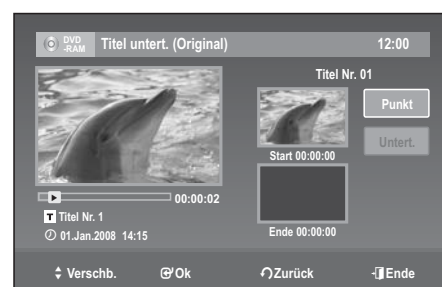 DVD-RAM Titel untert. (Original) 12:00
Titel Nr. 01
Punkt
Untert.
Start 00:00:00
00:00:02
T Titel Nr. 1
01.Jan.2008 14:15
Ende 00:00:00
Verschb. Ok Zurück Ende